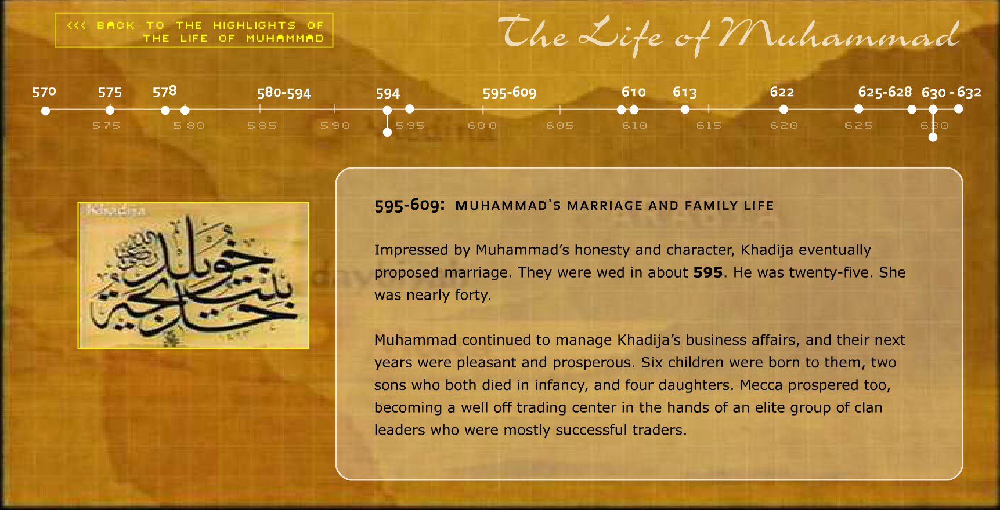 <<< BACK TO THE HIGHLIGHTS OF
THE LIFE OF MUHAMMAD
The Life of Muhammad
570 575 578 580-594 594 595-609 610 613 622 625-628 630 - 632
575 580 585 590 595 600 605 610 615 620 625 630
Khadija
خويلد
بنت
خديجة
595-609: MUHAMMAD'S MARRIAGE AND FAMILY LIFE
Impressed by Muhammad’s honesty and character, Khadija eventually
proposed marriage. They were wed in about 595. He was twenty-five. She
was nearly forty.
Muhammad continued to manage Khadija’s business affairs, and their next
years were pleasant and prosperous. Six children were born to them, two
sons who both died in infancy, and four daughters. Mecca prospered too,
becoming a well off trading center in the hands of an elite group of clan
leaders who were mostly successful traders.